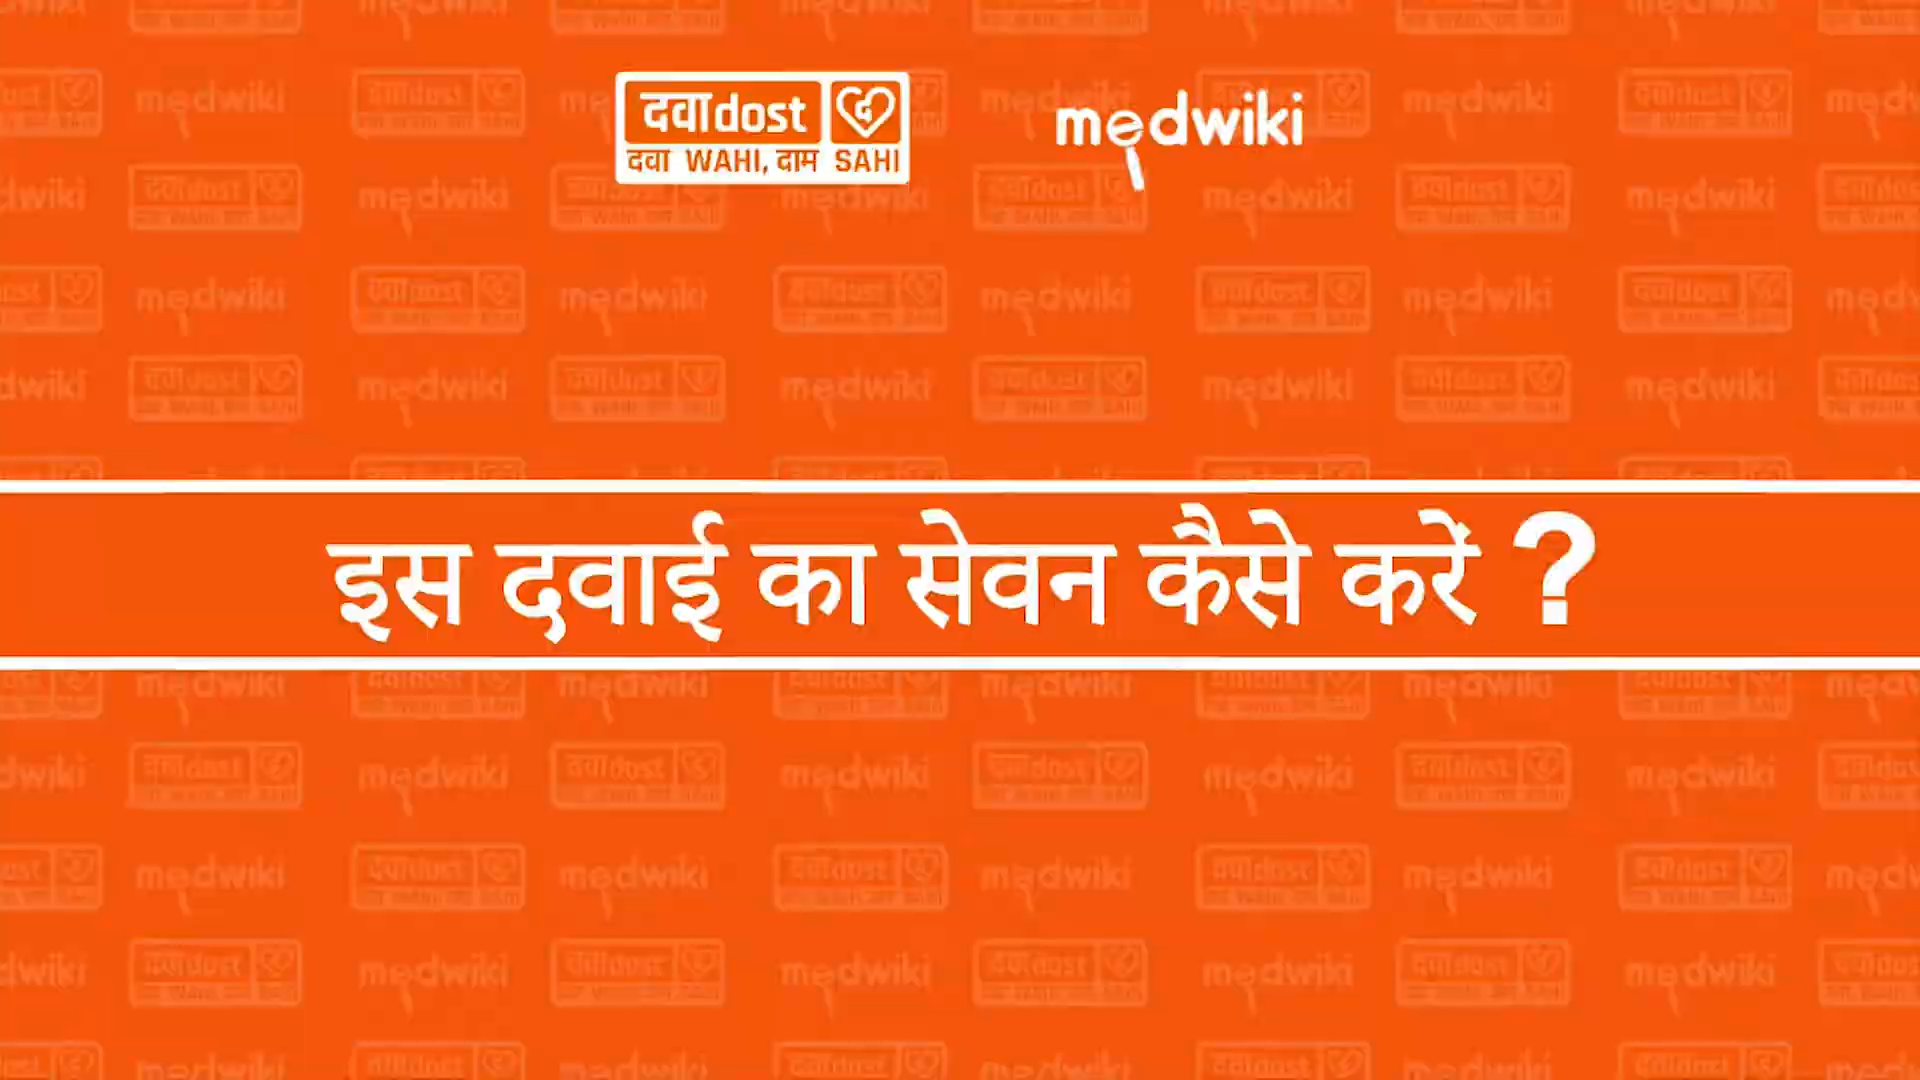 दवाdost
दवा WAHI, दाम SAHI
medwiki
इस दवाई का सेवन कैसे करें ?